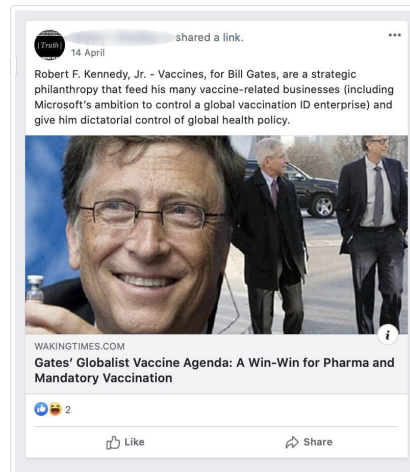 |Truth|
shared a link.
14 April
Robert F. Kennedy, Jr. - Vaccines, for Bill Gates, are a strategic
philanthropy that feed his many vaccine-related businesses (including
Microsoft's ambition to control a global vaccination ID enterprise) and
give him dictatorial control of global health policy.
i
WAKINGTIMES.COM
Gates' Globalist Vaccine Agenda: A Win-Win for Pharma and
Mandatory Vaccination
2
Like
Share